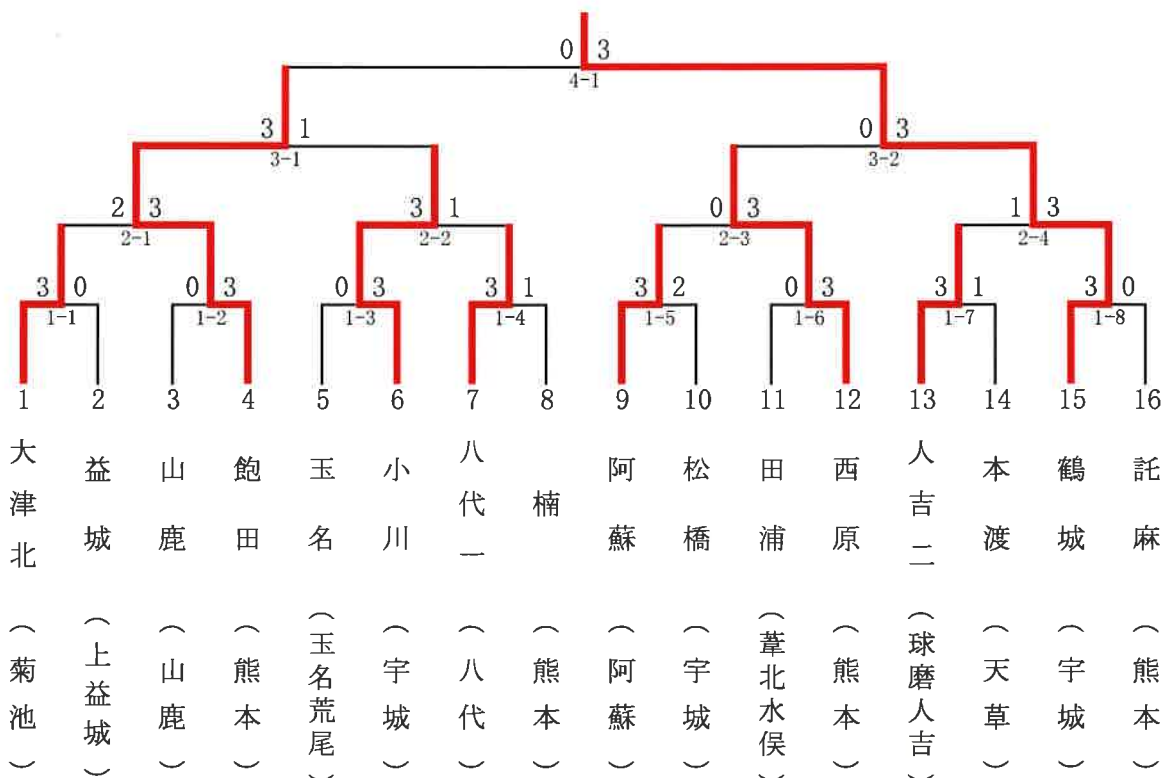 0 3
4-1
3 1
0 3
3-1
3-2
2 3
3 1
0 3
1 3
2-1
2-2
2-3
2-4
3 0
0 3
0 3
3 1
3 2
0 3
3 1
3 0
1-1
1-2
1-3
1-4
1-5
1-6
1-7
1-8
1 2 3 4 5 6 7 8 9 10 11 12 13 14 15 16
大津北（菊池）
益城（上益城）
山鹿（山鹿）
飽田（熊本）
玉名（玉名荒尾）
小川（宇城）
八代一（八代）
楠（熊本）
阿蘇（阿蘇）
松橋（宇城）
田浦（葦北水俣）
西原（熊本）
人吉二（球磨人吉）
本渡（天草）
鶴城（宇城）
託麻（熊本）